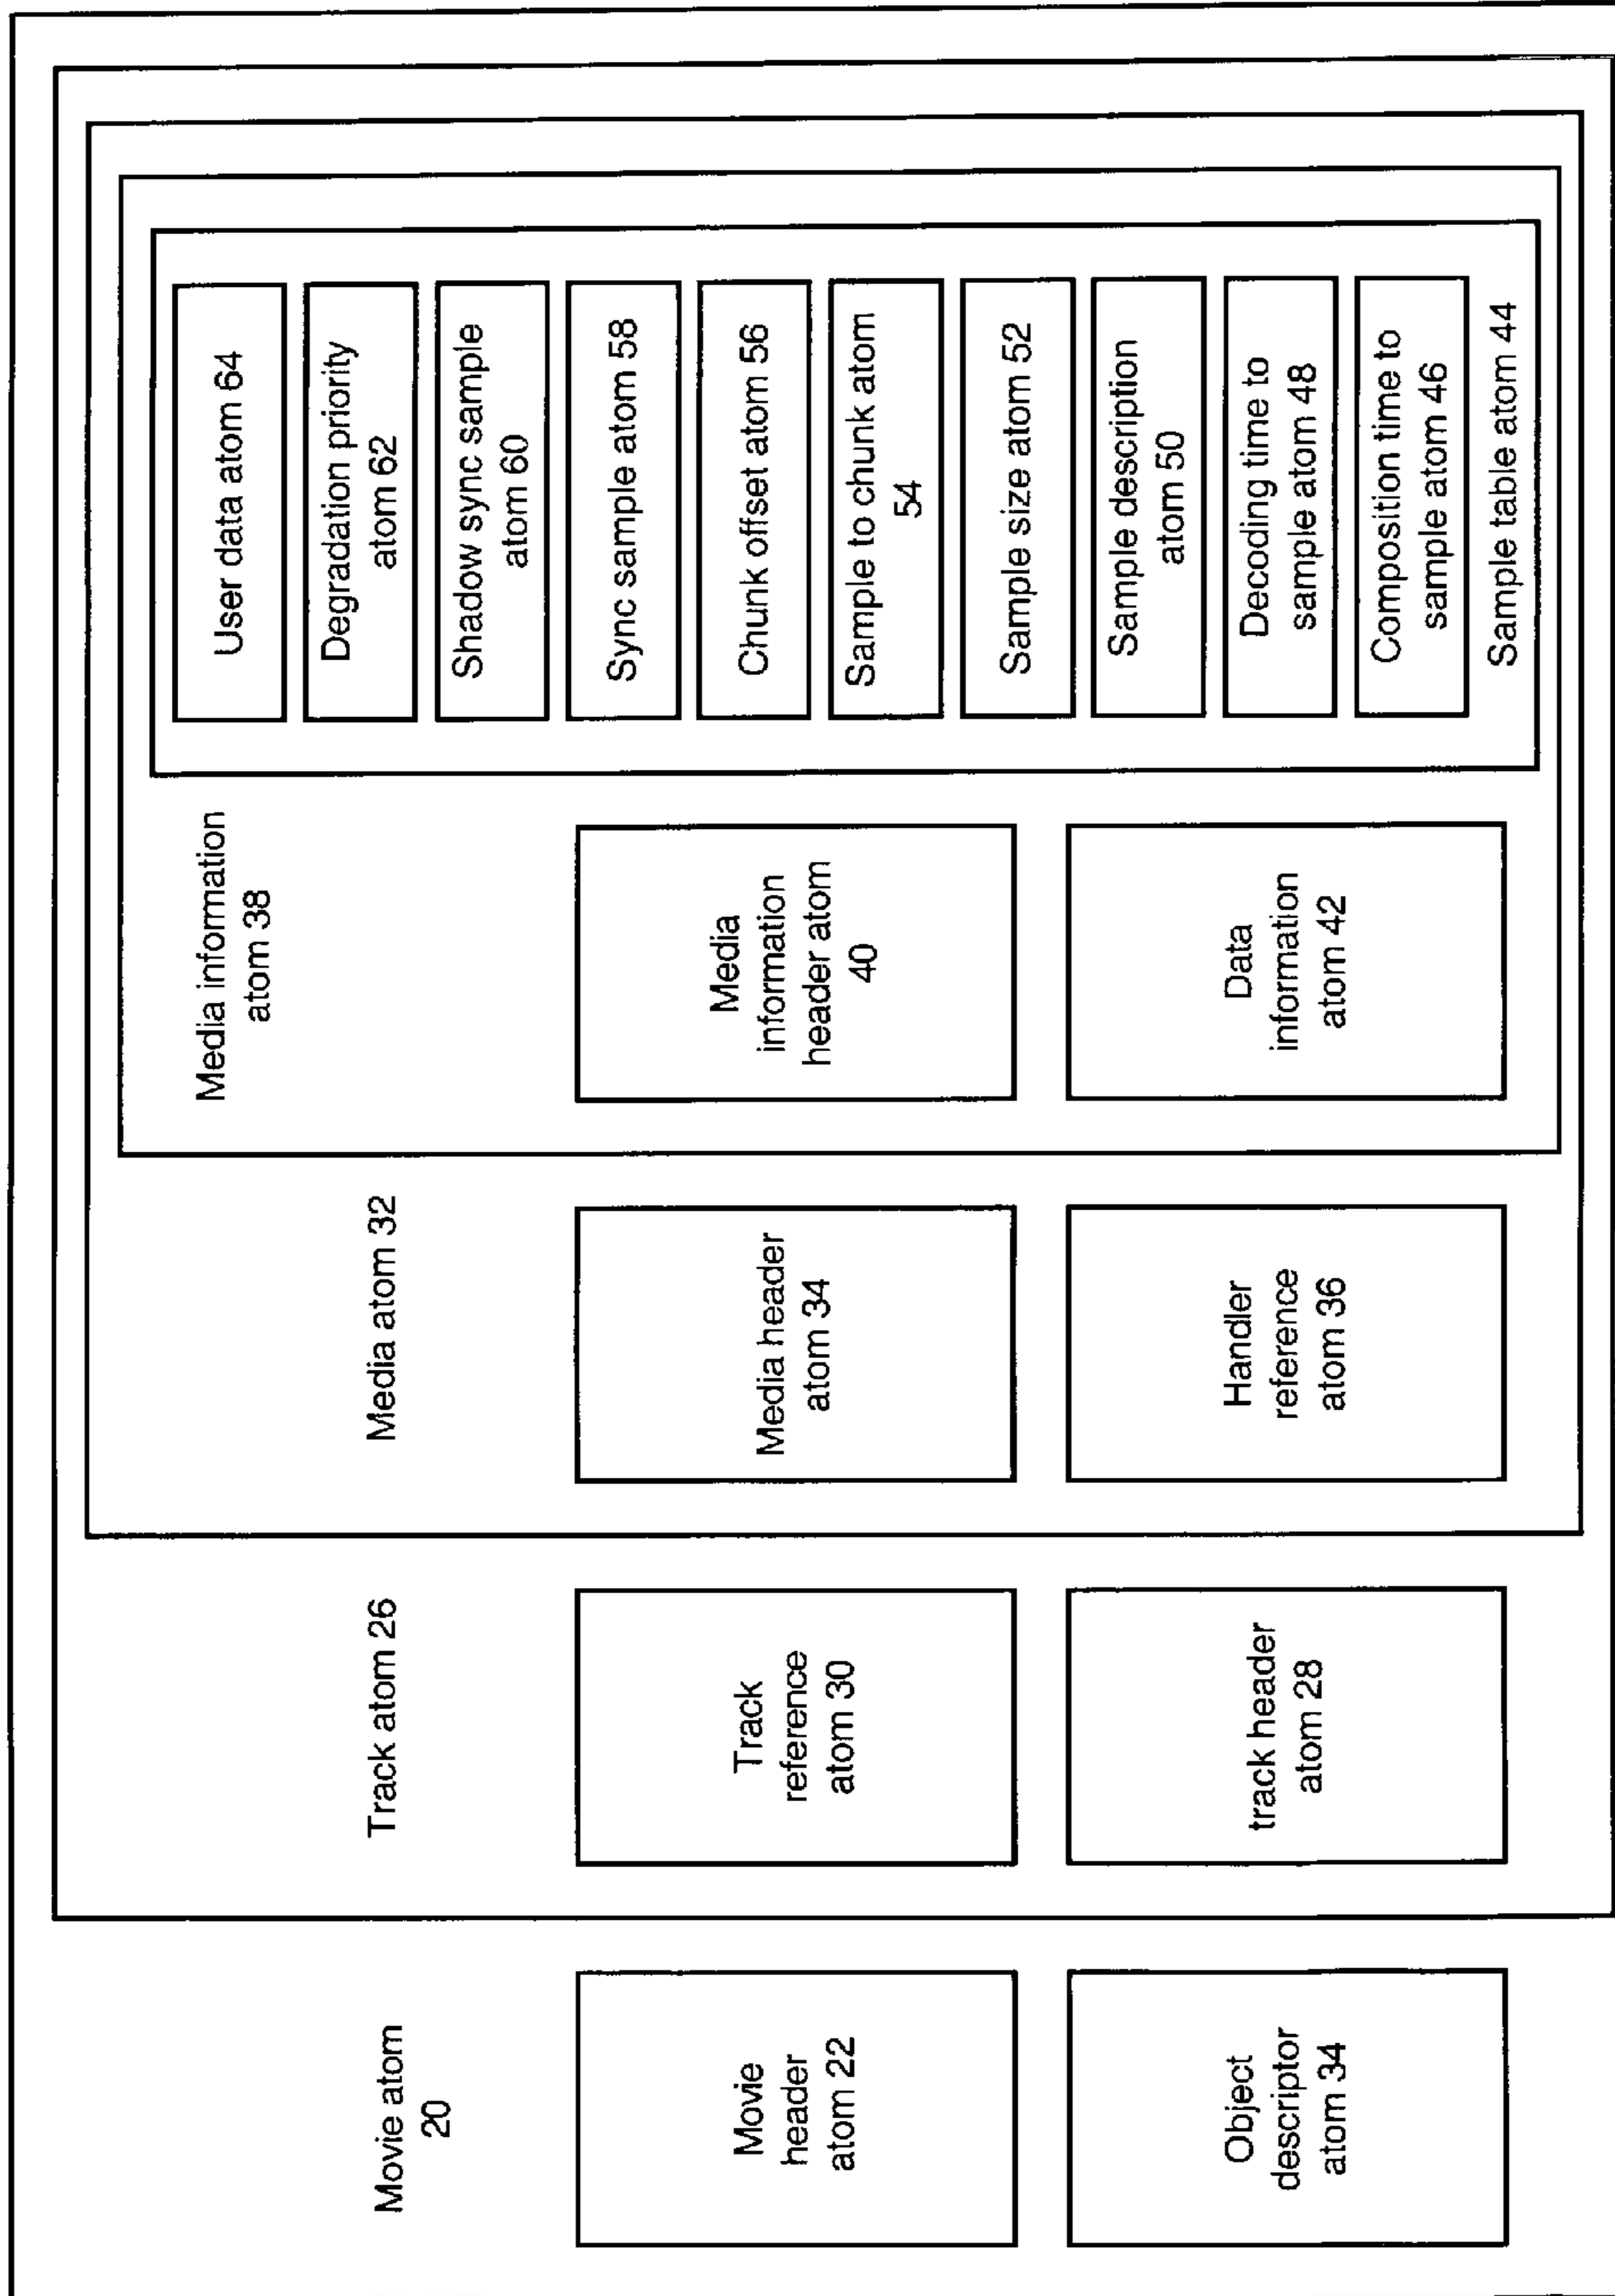 Movie atom
20
Movie
header
atom 22
Object
descriptor
atom 34
Track atom 26
Track
reference
atom 30
track header
atom 28
Media atom 32
Media header
atom 34
Handler
reference
atom 36
Media information
atom 38
Media
information
header atom
40
Data
information
atom 42
User data atom 64
Degradation priority
atom 62
Shadow sync sample
atom 60
Sync sample atom 58
Chunk offset atom 56
Sample to chunk atom
54
Sample size atom 52
Sample description
atom 50
Decoding time to
sample atom 48
Composition time to
sample atom 46
Sample table atom 44